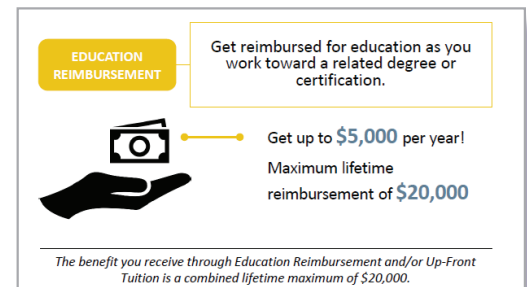 EDUCATION
REIMBURSEMENT
Get reimbursed for education as you
work toward a related degree or
certification.
Get up to $5,000 per year!
Maximum lifetime
reimbursement of $20,000
The benefit you receive through Education Reimbursement and/or Up-Front
Tuition is a combined lifetime maximum of $20,000.